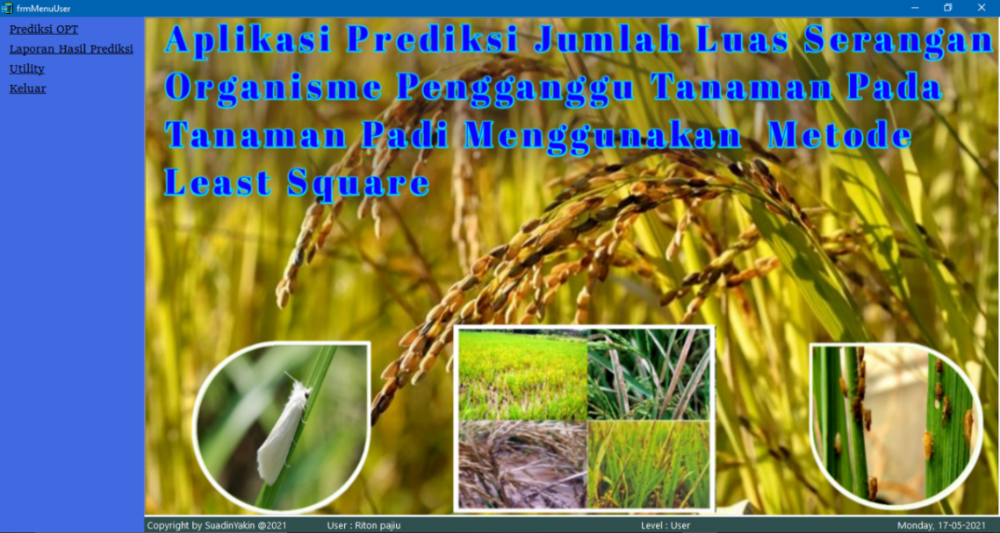 frmMenuUser
Prediksi OPT
Laporan Hasil Prediksi
Utility
Keluar
Aplikasi Prediksi Jumlah Luas Serangan
Organisme Pengganggu Tanaman Pada
Tanaman Padi Menggunakan Metode
Least Square
Copyright by SuadinYakin @2021 User : Riton pajiu Level : User Monday, 17-05-2021